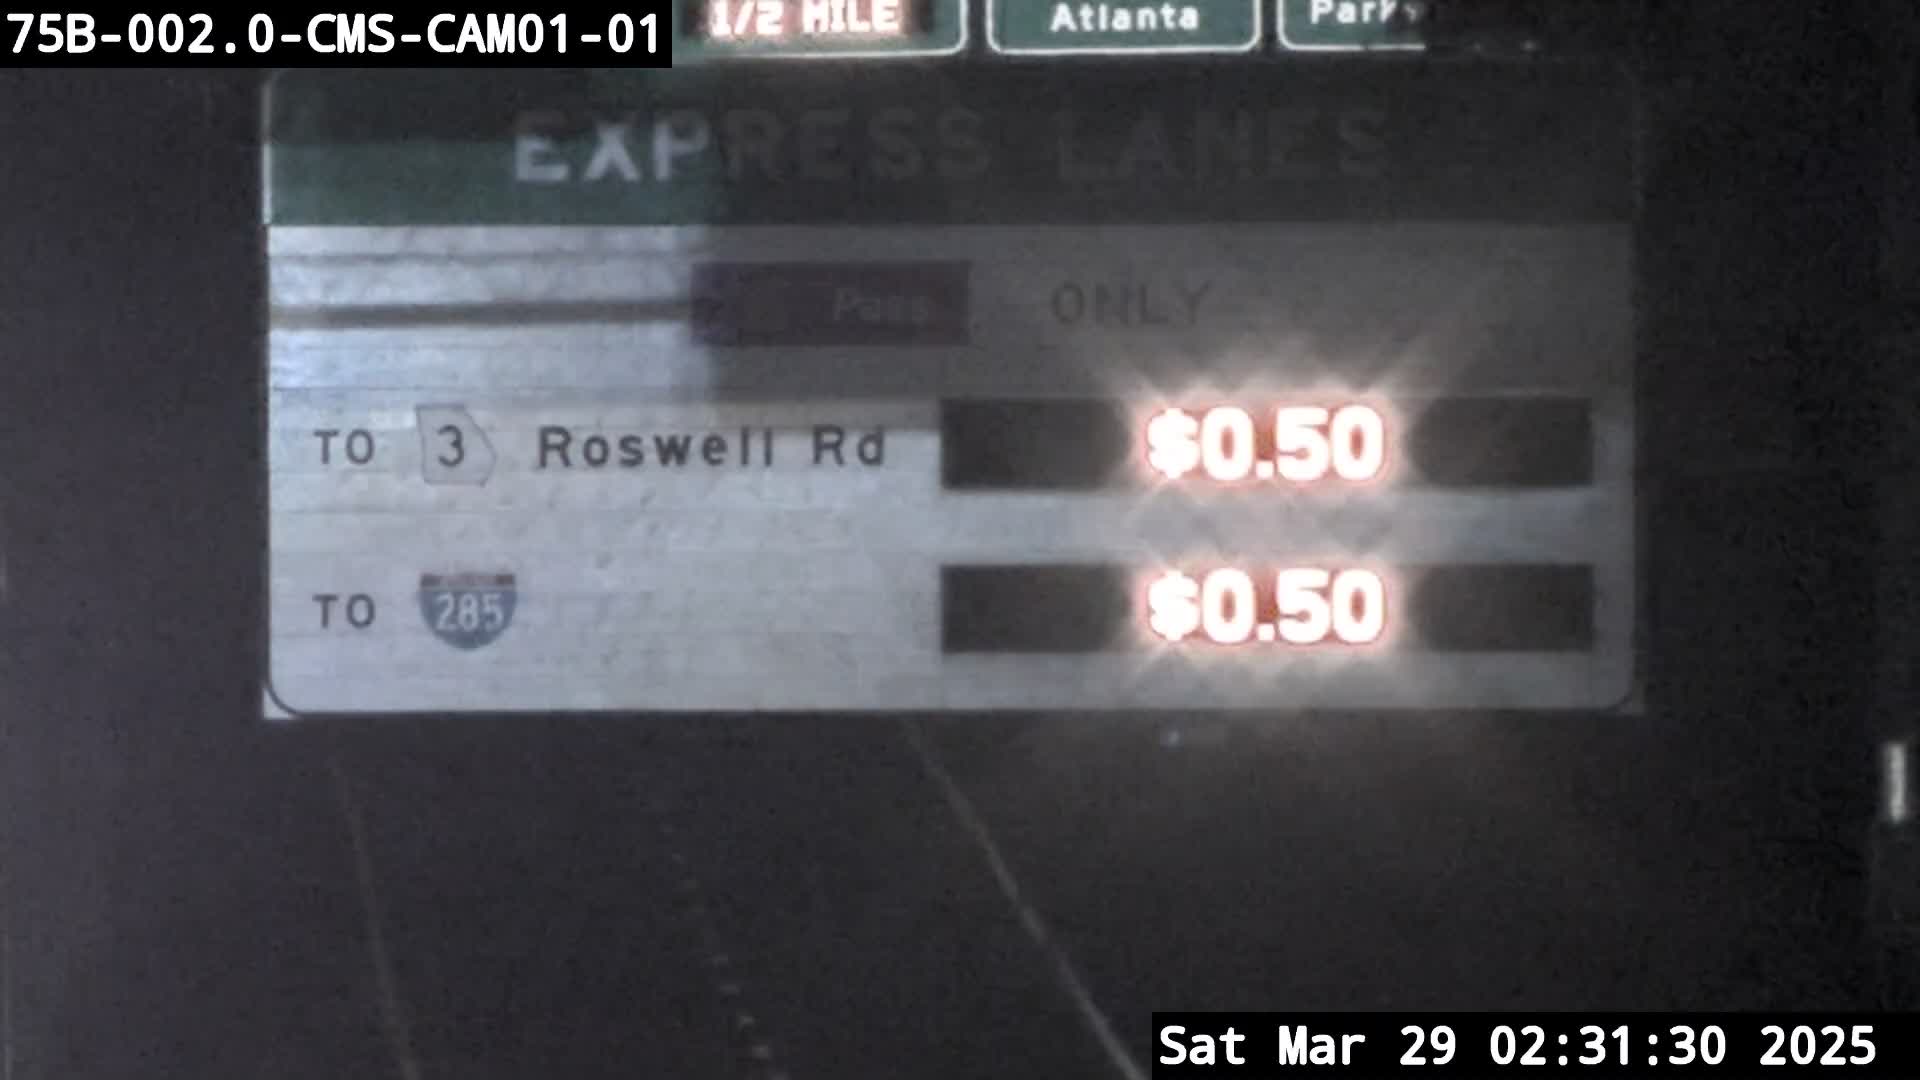 75B-002.0-CMS-CAM01-01
1/2 MILE
Atlanta
EXPRESS LANES
Pass ONLY
TO 3 Roswell Rd $0.50
TO 285 $0.50
Sat Mar 29 02:31:30 2025